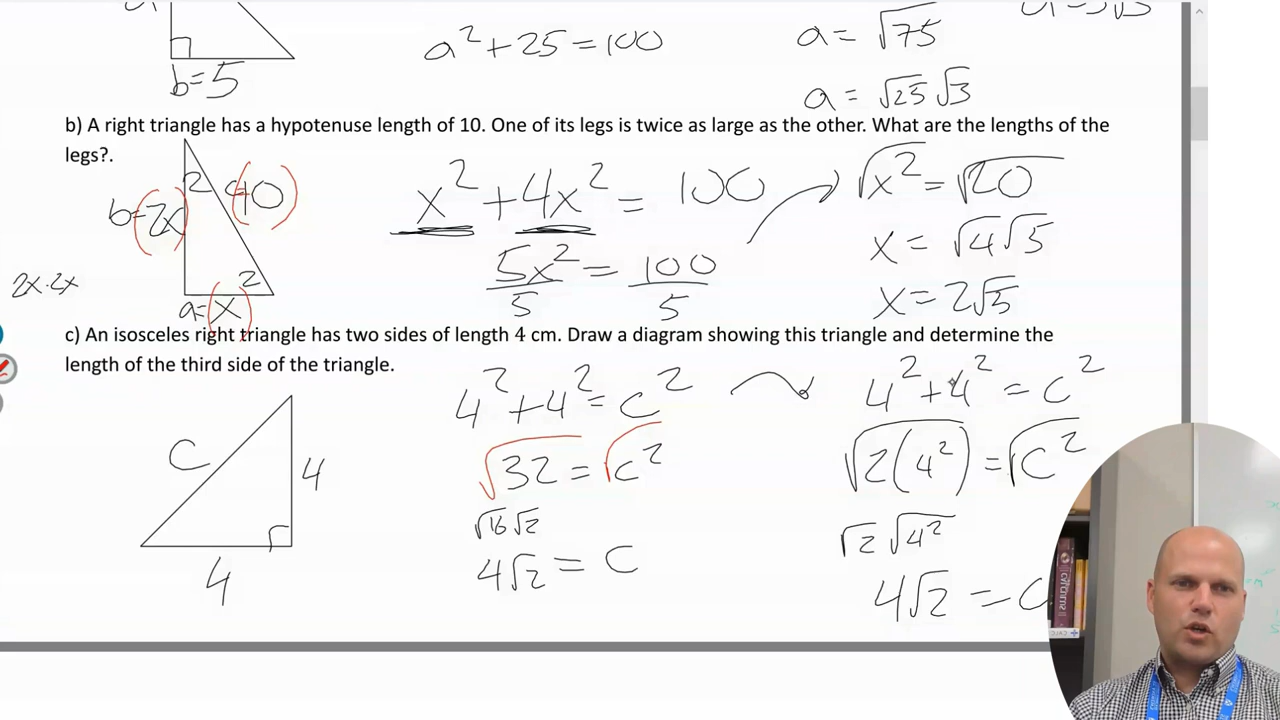 a² + 25 = 100
a = √75
b = 5
a = √25 √3
b) A right triangle has a hypotenuse length of 10. One of its legs is twice as large as the other. What are the lengths of the
legs?.
b=(2x)²
(10)
a=(x)²
2x·2x
x² + 4x² = 100
5x²/5 = 100/5
√x² = √20
x = √4 √5
x = 2√5
c) An isosceles right triangle has two sides of length 4 cm. Draw a diagram showing this triangle and determine the
length of the third side of the triangle.
C
4
4
4² + 4² = c²
√32 = √c²
√16 √2
4√2 = c
4² + 4² = c²
√2(4²) = √c²
√2 √4²
4√2 = c